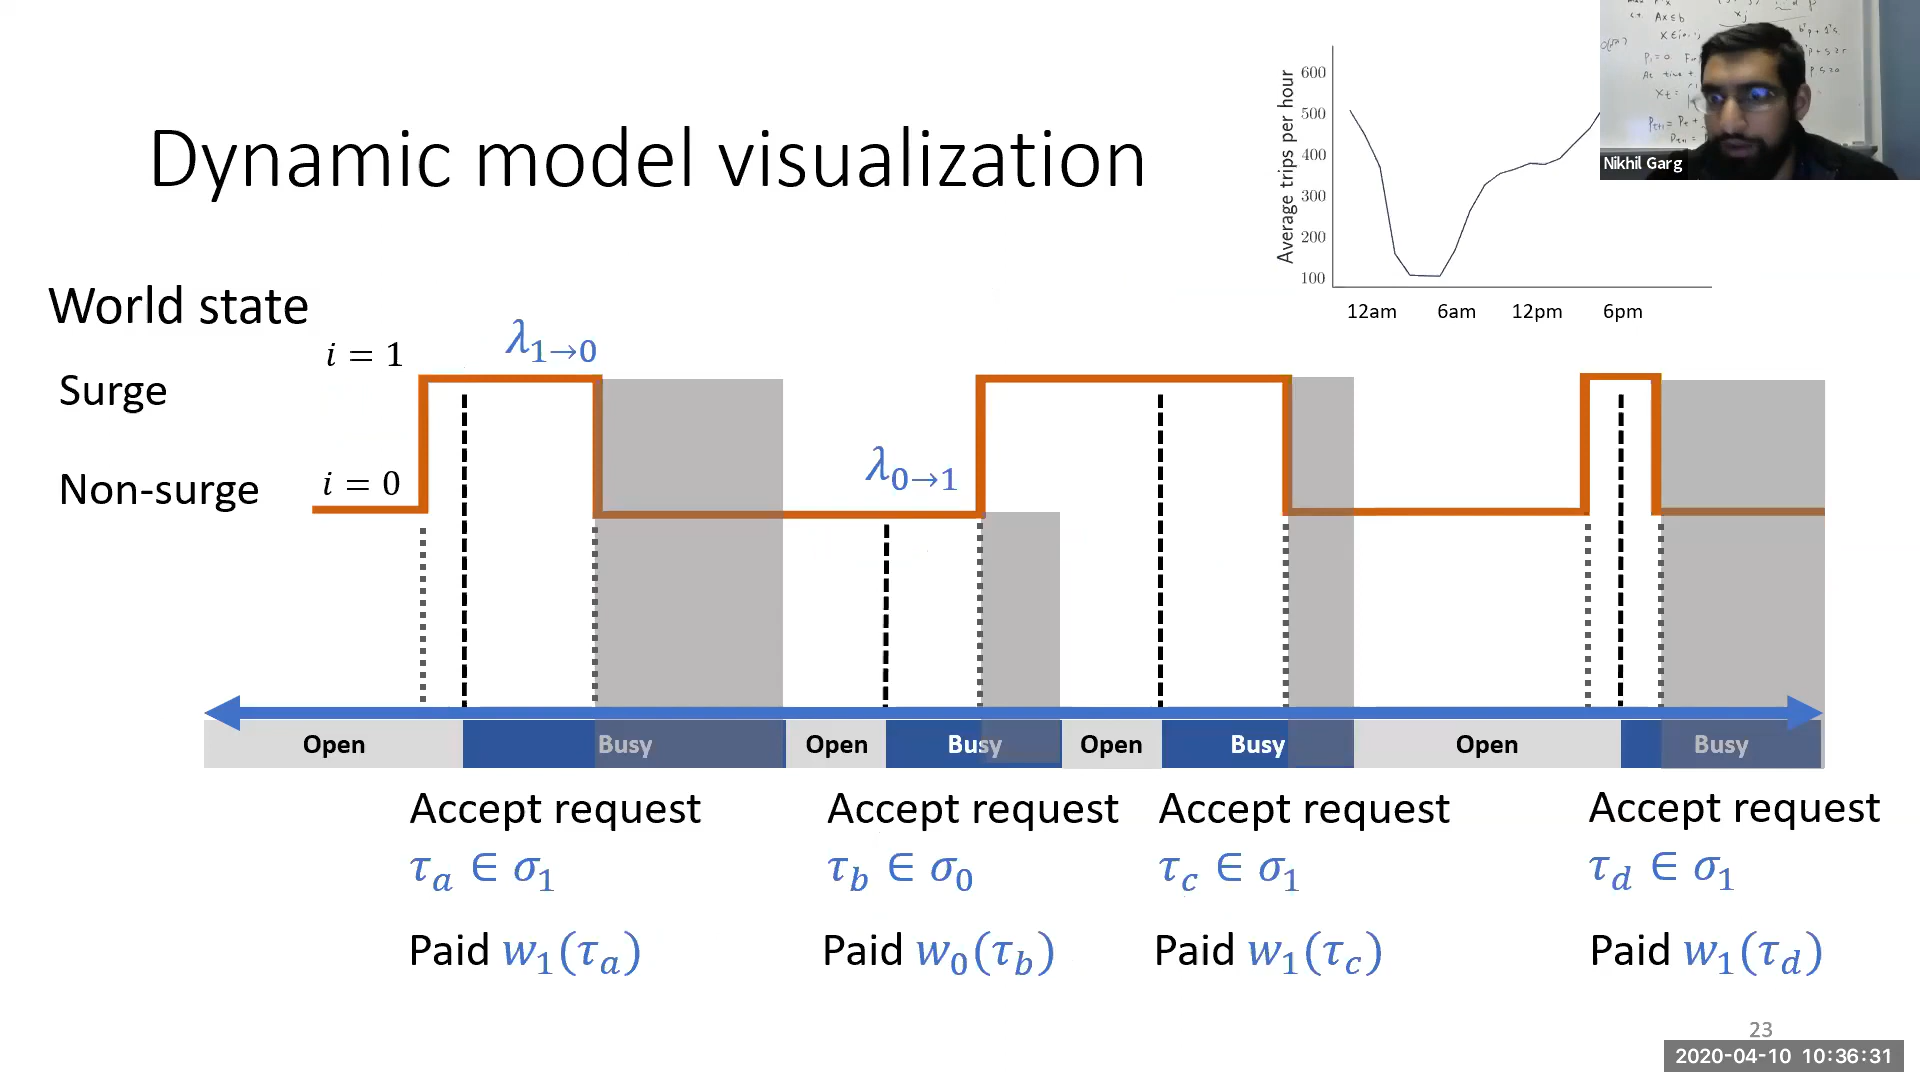 Dynamic model visualization
Average trips per hour
600
500
400
300
200
100
12am 6am 12pm 6pm
Nikhil Garg
World state
i = 1
λ1→0
Surge
λ0→1
Non-surge
i = 0
Open Busy Open Busy Open Busy Open Busy
Accept request Accept request Accept request Accept request
τa ∈ σ1 τb ∈ σ0 τc ∈ σ1 τd ∈ σ1
Paid w1(τa) Paid w0(τb) Paid w1(τc) Paid w1(τd)
23
2020-04-10 10:36:31